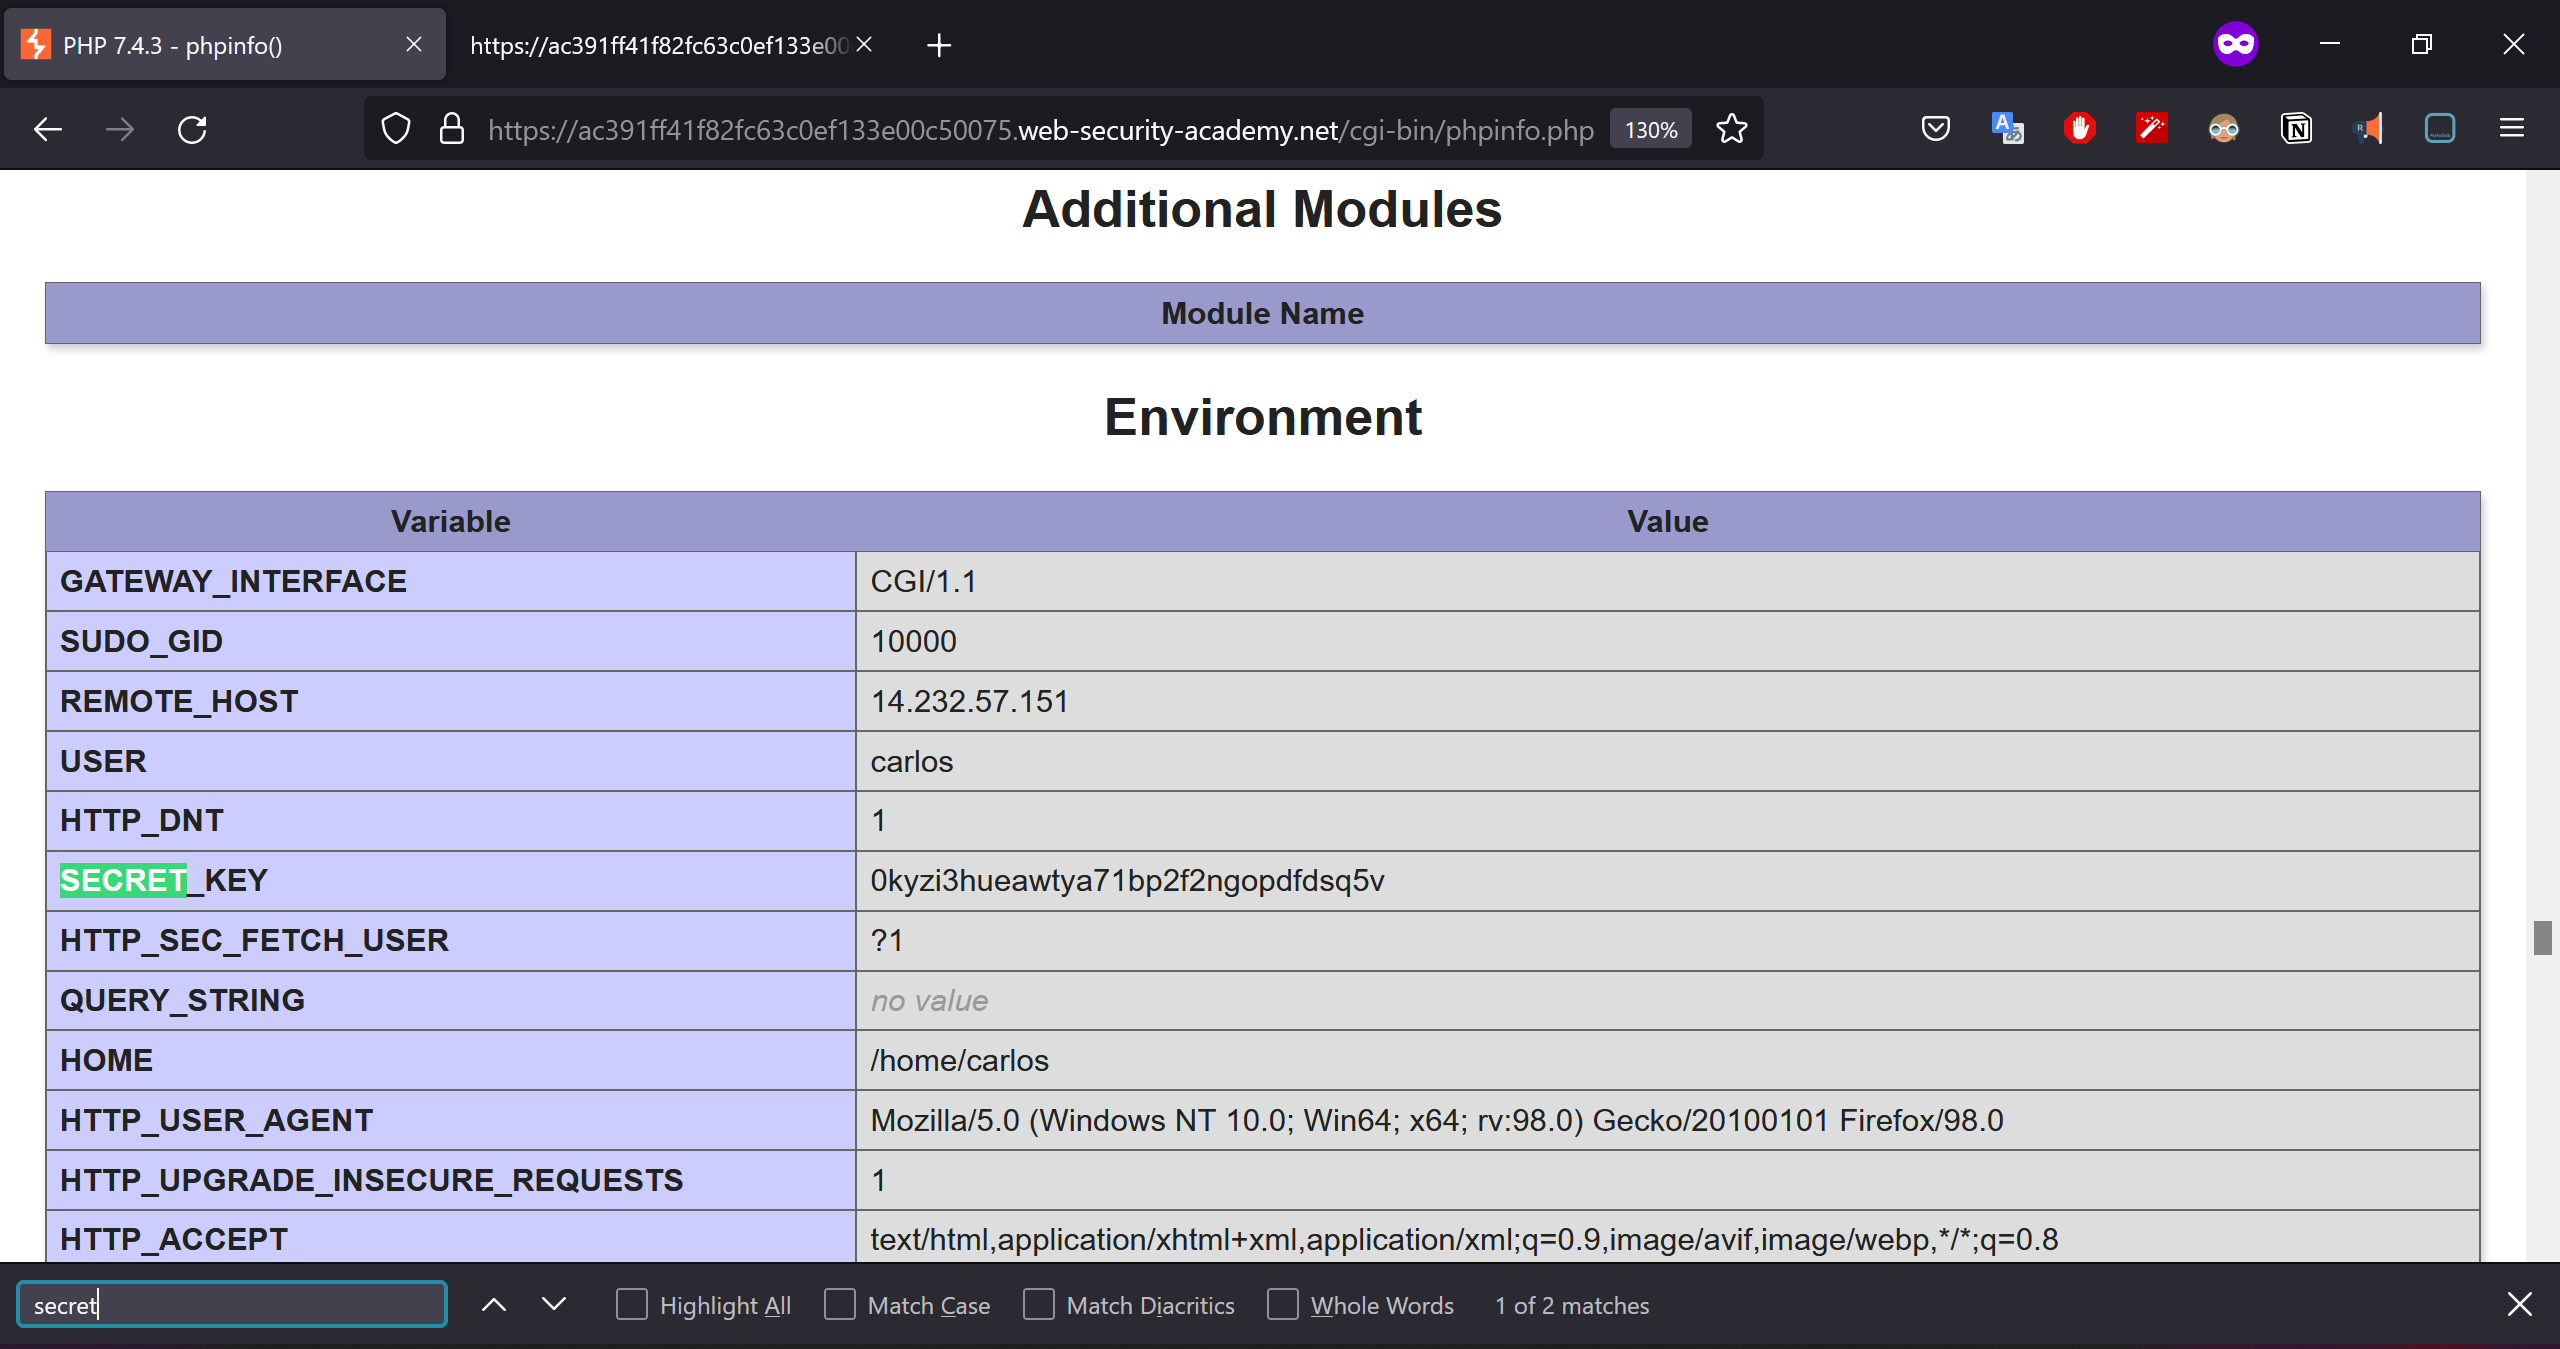 PHP 7.4.3 - phpinfo()
https://ac391ff41f82fc63c0ef133e00
https://ac391ff41f82fc63c0ef133e00c50075.web-security-academy.net/cgi-bin/phpinfo.php 130%
Additional Modules
Module Name
Environment
Variable Value
GATEWAY_INTERFACE CGI/1.1
SUDO_GID 10000
REMOTE_HOST 14.232.57.151
USER carlos
HTTP_DNT 1
SECRET_KEY 0kyzi3hueawtya71bp2f2ngopdfdsq5v
HTTP_SEC_FETCH_USER ?1
QUERY_STRING no value
HOME /home/carlos
HTTP_USER_AGENT Mozilla/5.0 (Windows NT 10.0; Win64; x64; rv:98.0) Gecko/20100101 Firefox/98.0
HTTP_UPGRADE_INSECURE_REQUESTS 1
HTTP_ACCEPT text/html,application/xhtml+xml,application/xml;q=0.9,image/avif,image/webp,*/*;q=0.8
secret Highlight All Match Case Match Diacritics Whole Words 1 of 2 matches